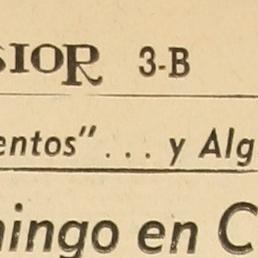 SIOR 3-B
entos" ... y Alg
ningo en C